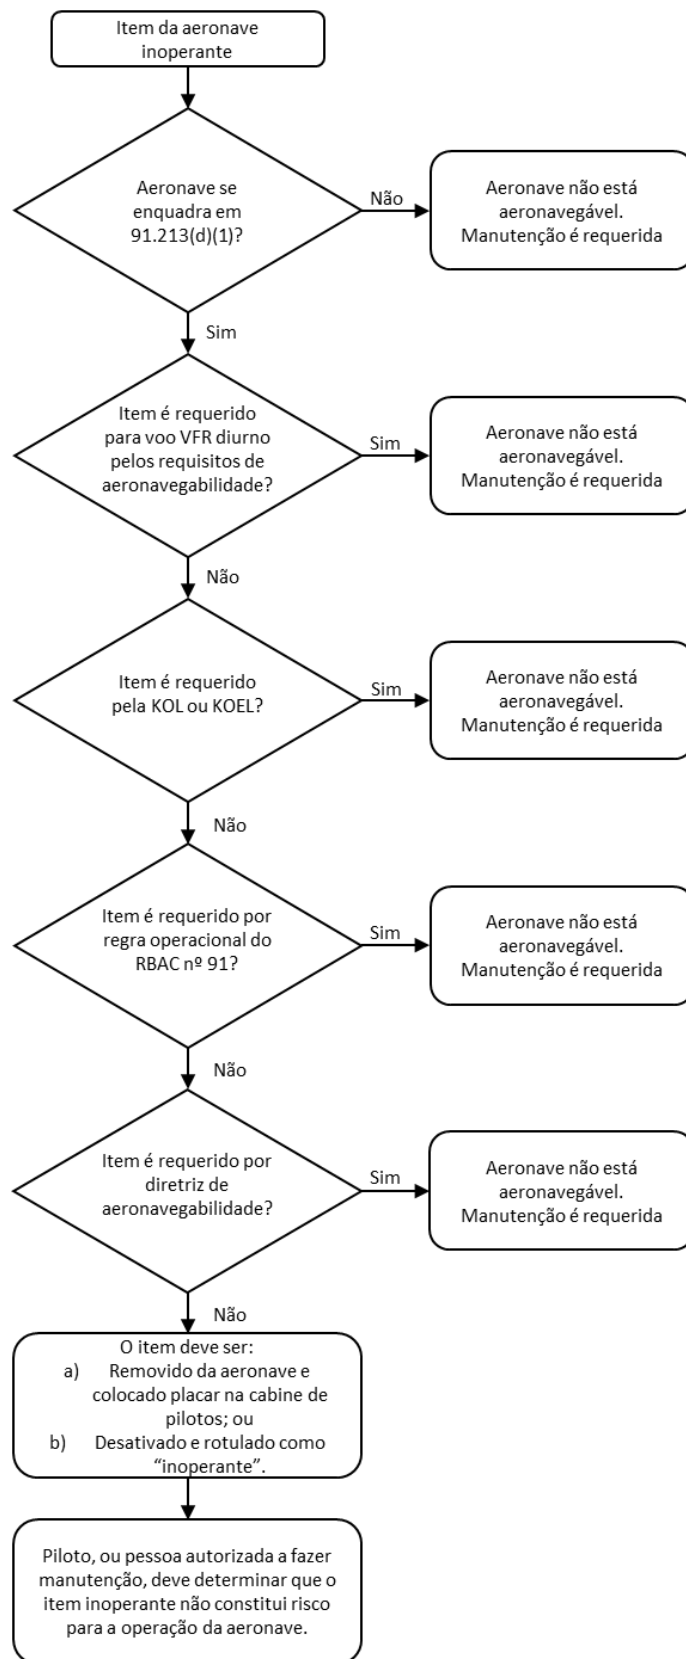 Item da aeronave
inoperante
Aeronave se
enquadra em
91.213(d)(1)?
Não
Aeronave não está
aeronavegável.
Manutenção é requerida
Sim
Item é requerido
para voo VFR diurno
pelos requisitos de
aeronavegabilidade?
Sim
Aeronave não está
aeronavegável.
Manutenção é requerida
Não
Item é requerido
pela KOL ou KOEL?
Sim
Aeronave não está
aeronavegável.
Manutenção é requerida
Não
Item é requerido por
regra operacional do
RBAC nº 91?
Sim
Aeronave não está
aeronavegável.
Manutenção é requerida
Não
Item é requerido por
diretriz de
aeronavegabilidade?
Sim
Aeronave não está
aeronavegável.
Manutenção é requerida
Não
O item deve ser:
a) Removido da aeronave e
colocado placar na cabine de
pilotos; ou
b) Desativado e rotulado como
“inoperante”.
Piloto, ou pessoa autorizada a fazer
manutenção, deve determinar que o
item inoperante não constitui risco
para a operação da aeronave.